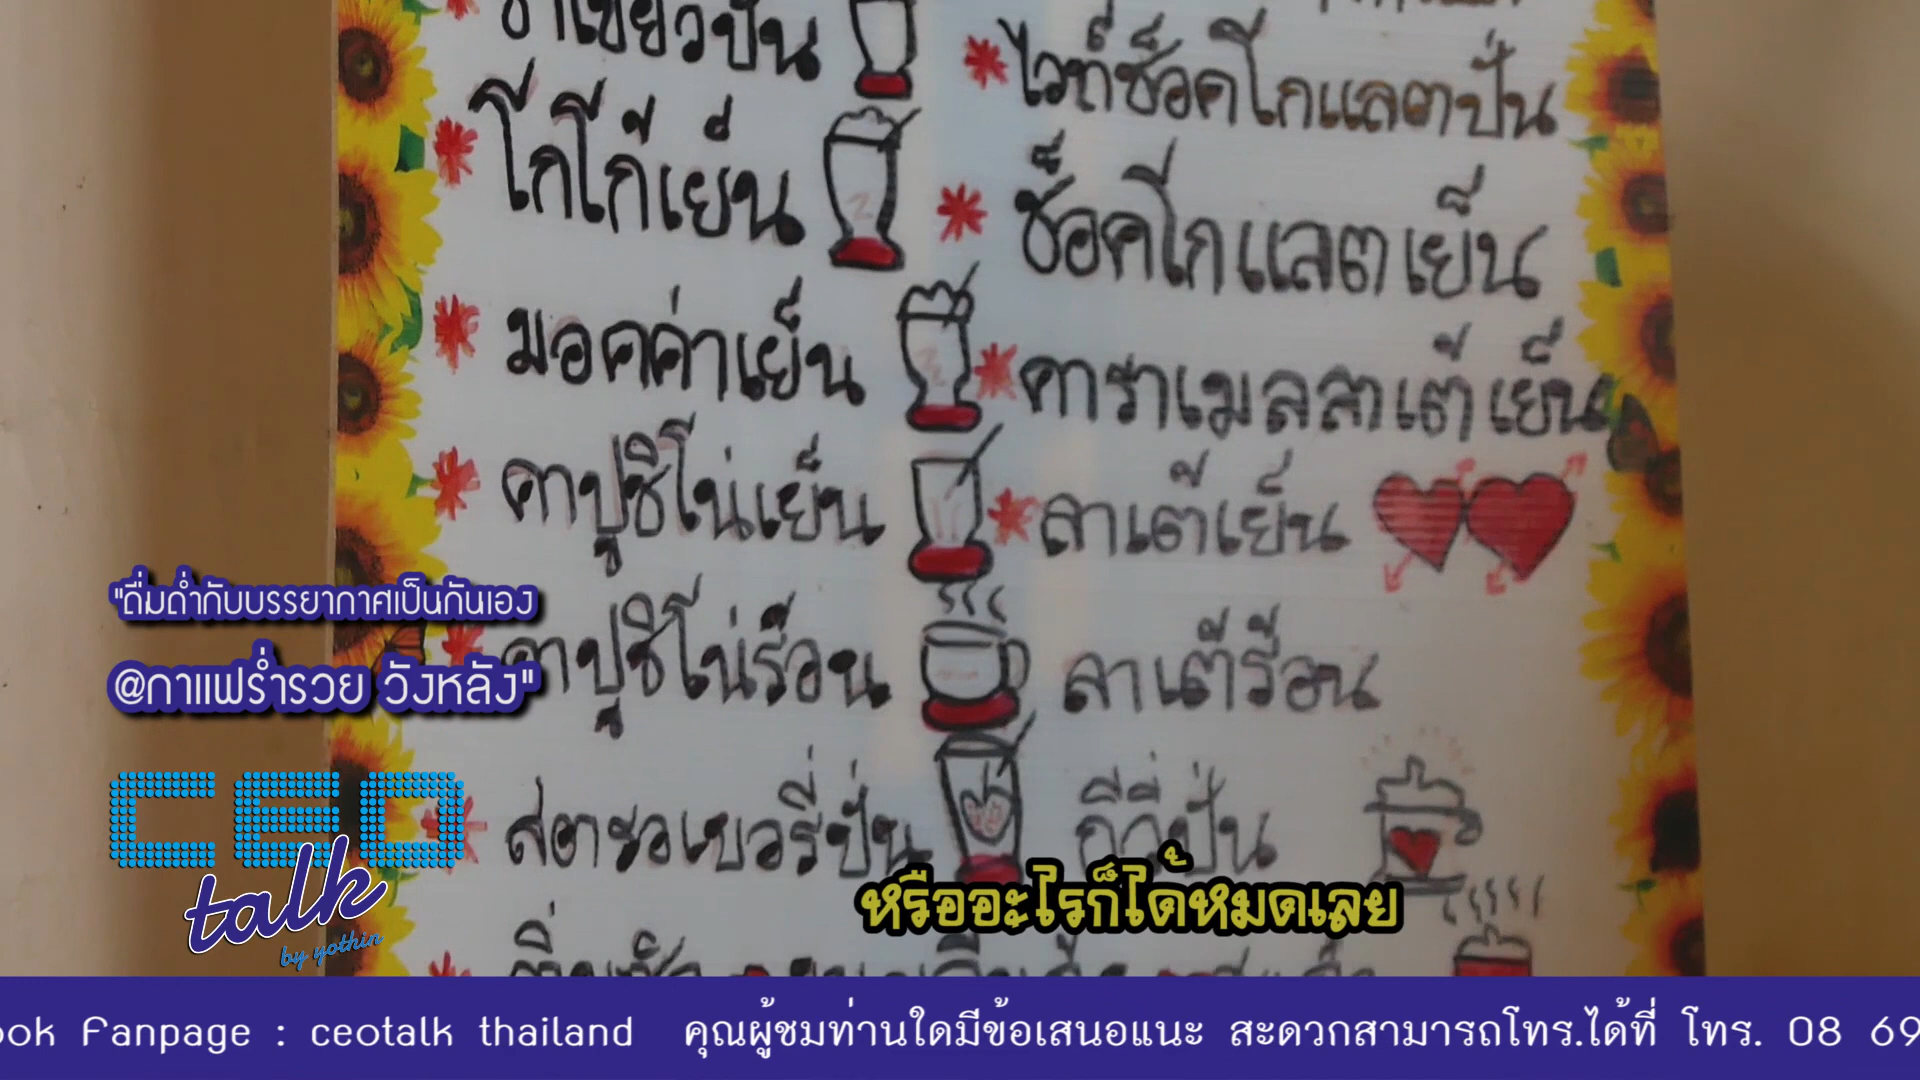 ชาเขียวปั่น
ไวท์ช็อคโกแลตปั่น
โกโก้เย็น
ช็อคโกแลตเย็น
มอคค่าเย็น
คาราเมลลาเต้เย็น
คาปูชิโน่เย็น
ลาเต้เย็น
คาปูชิโน่ร้อน
ลาเต้ร้อน
สตรอเบอรี่ปั่น
กีวี่ปั่น
"ดื่มด่ำกับบรรยากาศเป็นกันเอง
@กาแฟร่ำรวย วังหลัง"
CEO
talk
by yothin
หรืออะไรก็ได้หมดเลย
ook Fanpage : ceotalk thailand คุณผู้ชมท่านใดมีข้อเสนอแนะ สะดวกสามารถโทร.ได้ที่ โทร. 08 69